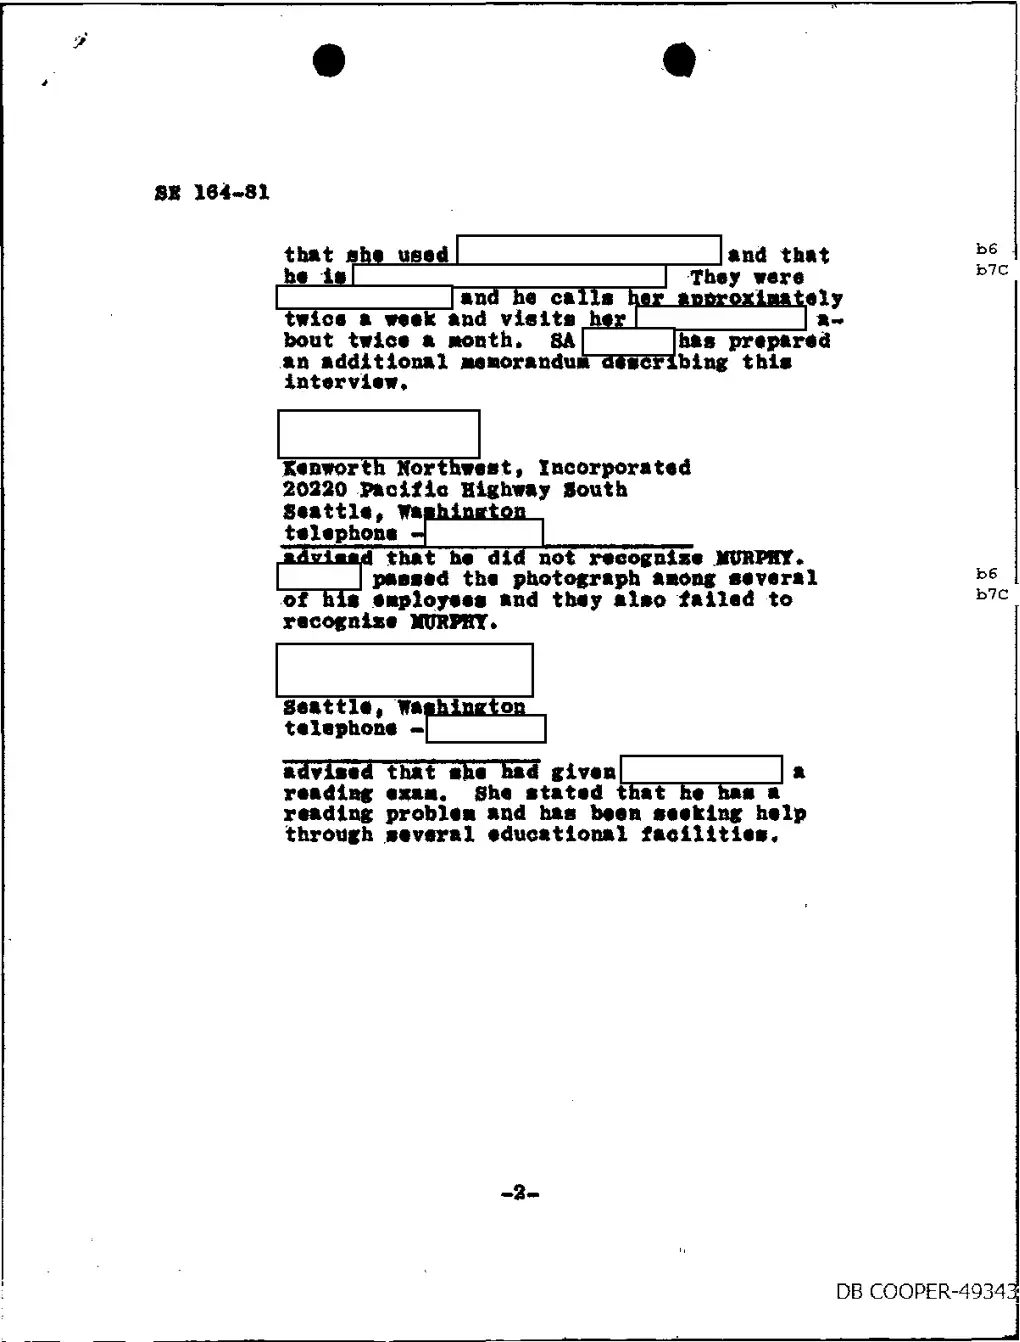 SE 164-81
that she used and that b6
he is They were b7C
and he calls her approximately
twice a week and visits her a-
bout twice a month. SA has prepared
an additional memorandum describing this
interview.
Kenworth Northwest, Incorporated
20220 Pacific Highway South
Seattle, Washington
telephone -
advised that he did not recognize MURPHY.
passed the photograph among several b6
of his employees and they also failed to b7C
recognize MURPHY.
Seattle, Washington
telephone -
advised that she had given a
reading exam. She stated that he has a
reading problem and has been seeking help
through several educational facilities.
-2-
DB COOPER-49343